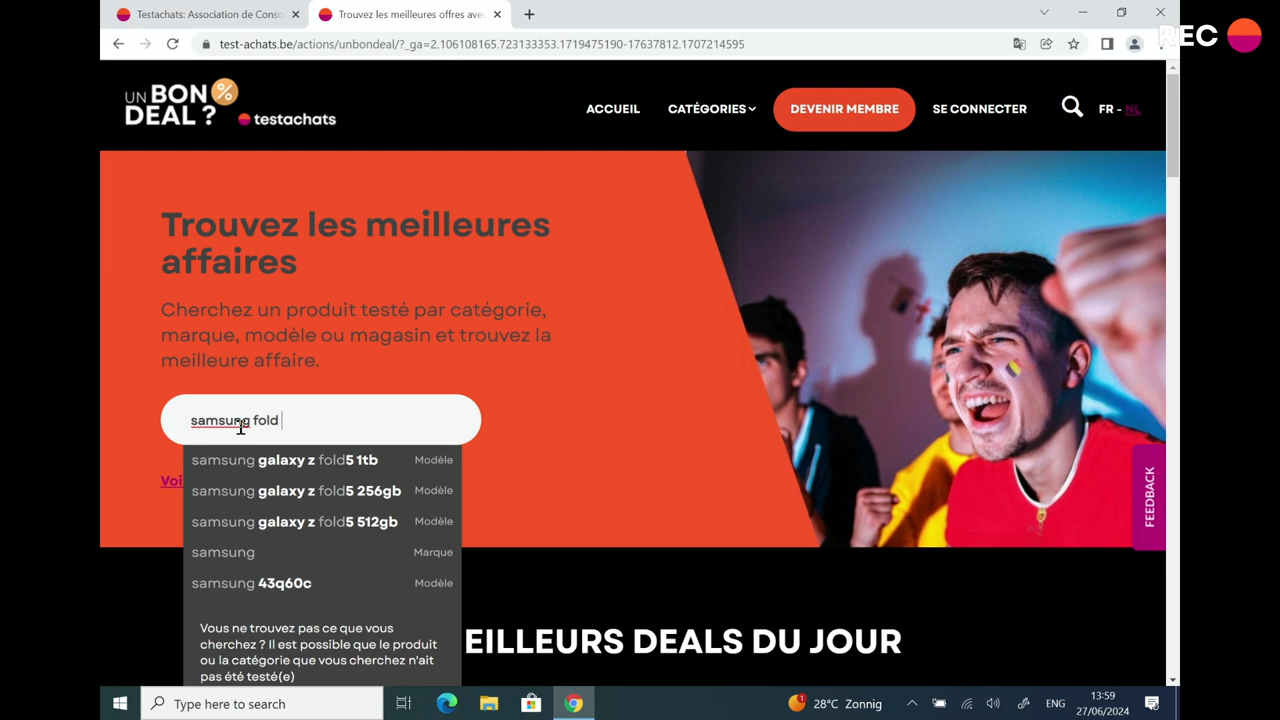 Testachats: Association de Conso
Trouvez les meilleures offres ave
REC
test-achats.be/actions/unbondeal/?_ga=2.106108165.723133353.1719475190-17637812.1707214595
UN BON DEAL ? %
testachats
ACCUEIL CATÉGORIES DEVENIR MEMBRE SE CONNECTER FR - NL
Trouvez les meilleures
affaires
Cherchez un produit testé par catégorie,
marque, modèle ou magasin et trouvez la
meilleure affaire.
samsung fold
samsung galaxy z fold5 1tb Modèle
Voi
samsung galaxy z fold5 256gb Modèle
samsung galaxy z fold5 512gb Modèle
samsung Marque
samsung 43q60c Modèle
FEEDBACK
Vous ne trouvez pas ce que vous
cherchez ? Il est possible que le produit
ou la catégorie que vous cherchez n'ait
pas été testé(e)
EILLEURS DEALS DU JOUR
Type here to search
1
28°C Zonnig
ENG
13:59
27/06/2024